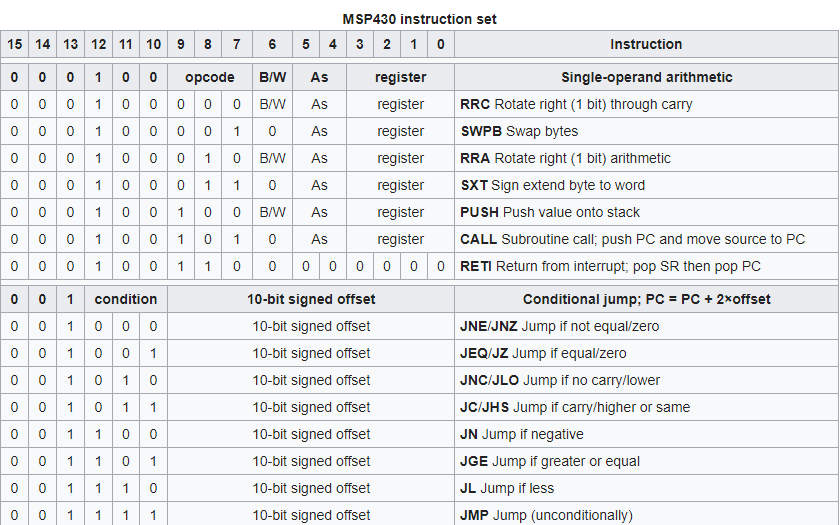 MSP430 instruction set
15 14 13 12 11 10 9 8 7 6 5 4 3 2 1 0 Instruction
0 0 0 1 0 0 opcode B/W As register Single-operand arithmetic
0 0 0 1 0 0 0 0 0 B/W As register RRC Rotate right (1 bit) through carry
0 0 0 1 0 0 0 0 1 0 As register SWPB Swap bytes
0 0 0 1 0 0 0 1 0 B/W As register RRA Rotate right (1 bit) arithmetic
0 0 0 1 0 0 0 1 1 0 As register SXT Sign extend byte to word
0 0 0 1 0 0 1 0 0 B/W As register PUSH Push value onto stack
0 0 0 1 0 0 1 0 1 0 As register CALL Subroutine call; push PC and move source to PC
0 0 0 1 0 0 1 1 0 0 0 0 0 0 0 0 RETI Return from interrupt; pop SR then pop PC
0 0 1 condition 10-bit signed offset Conditional jump; PC = PC + 2×offset
0 0 1 0 0 0 10-bit signed offset JNE/JNZ Jump if not equal/zero
0 0 1 0 0 1 10-bit signed offset JEQ/JZ Jump if equal/zero
0 0 1 0 1 0 10-bit signed offset JNC/JLO Jump if no carry/lower
0 0 1 0 1 1 10-bit signed offset JC/JHS Jump if carry/higher or same
0 0 1 1 0 0 10-bit signed offset JN Jump if negative
0 0 1 1 0 1 10-bit signed offset JGE Jump if greater or equal
0 0 1 1 1 0 10-bit signed offset JL Jump if less
0 0 1 1 1 1 10-bit signed offset JMP Jump (unconditionally)